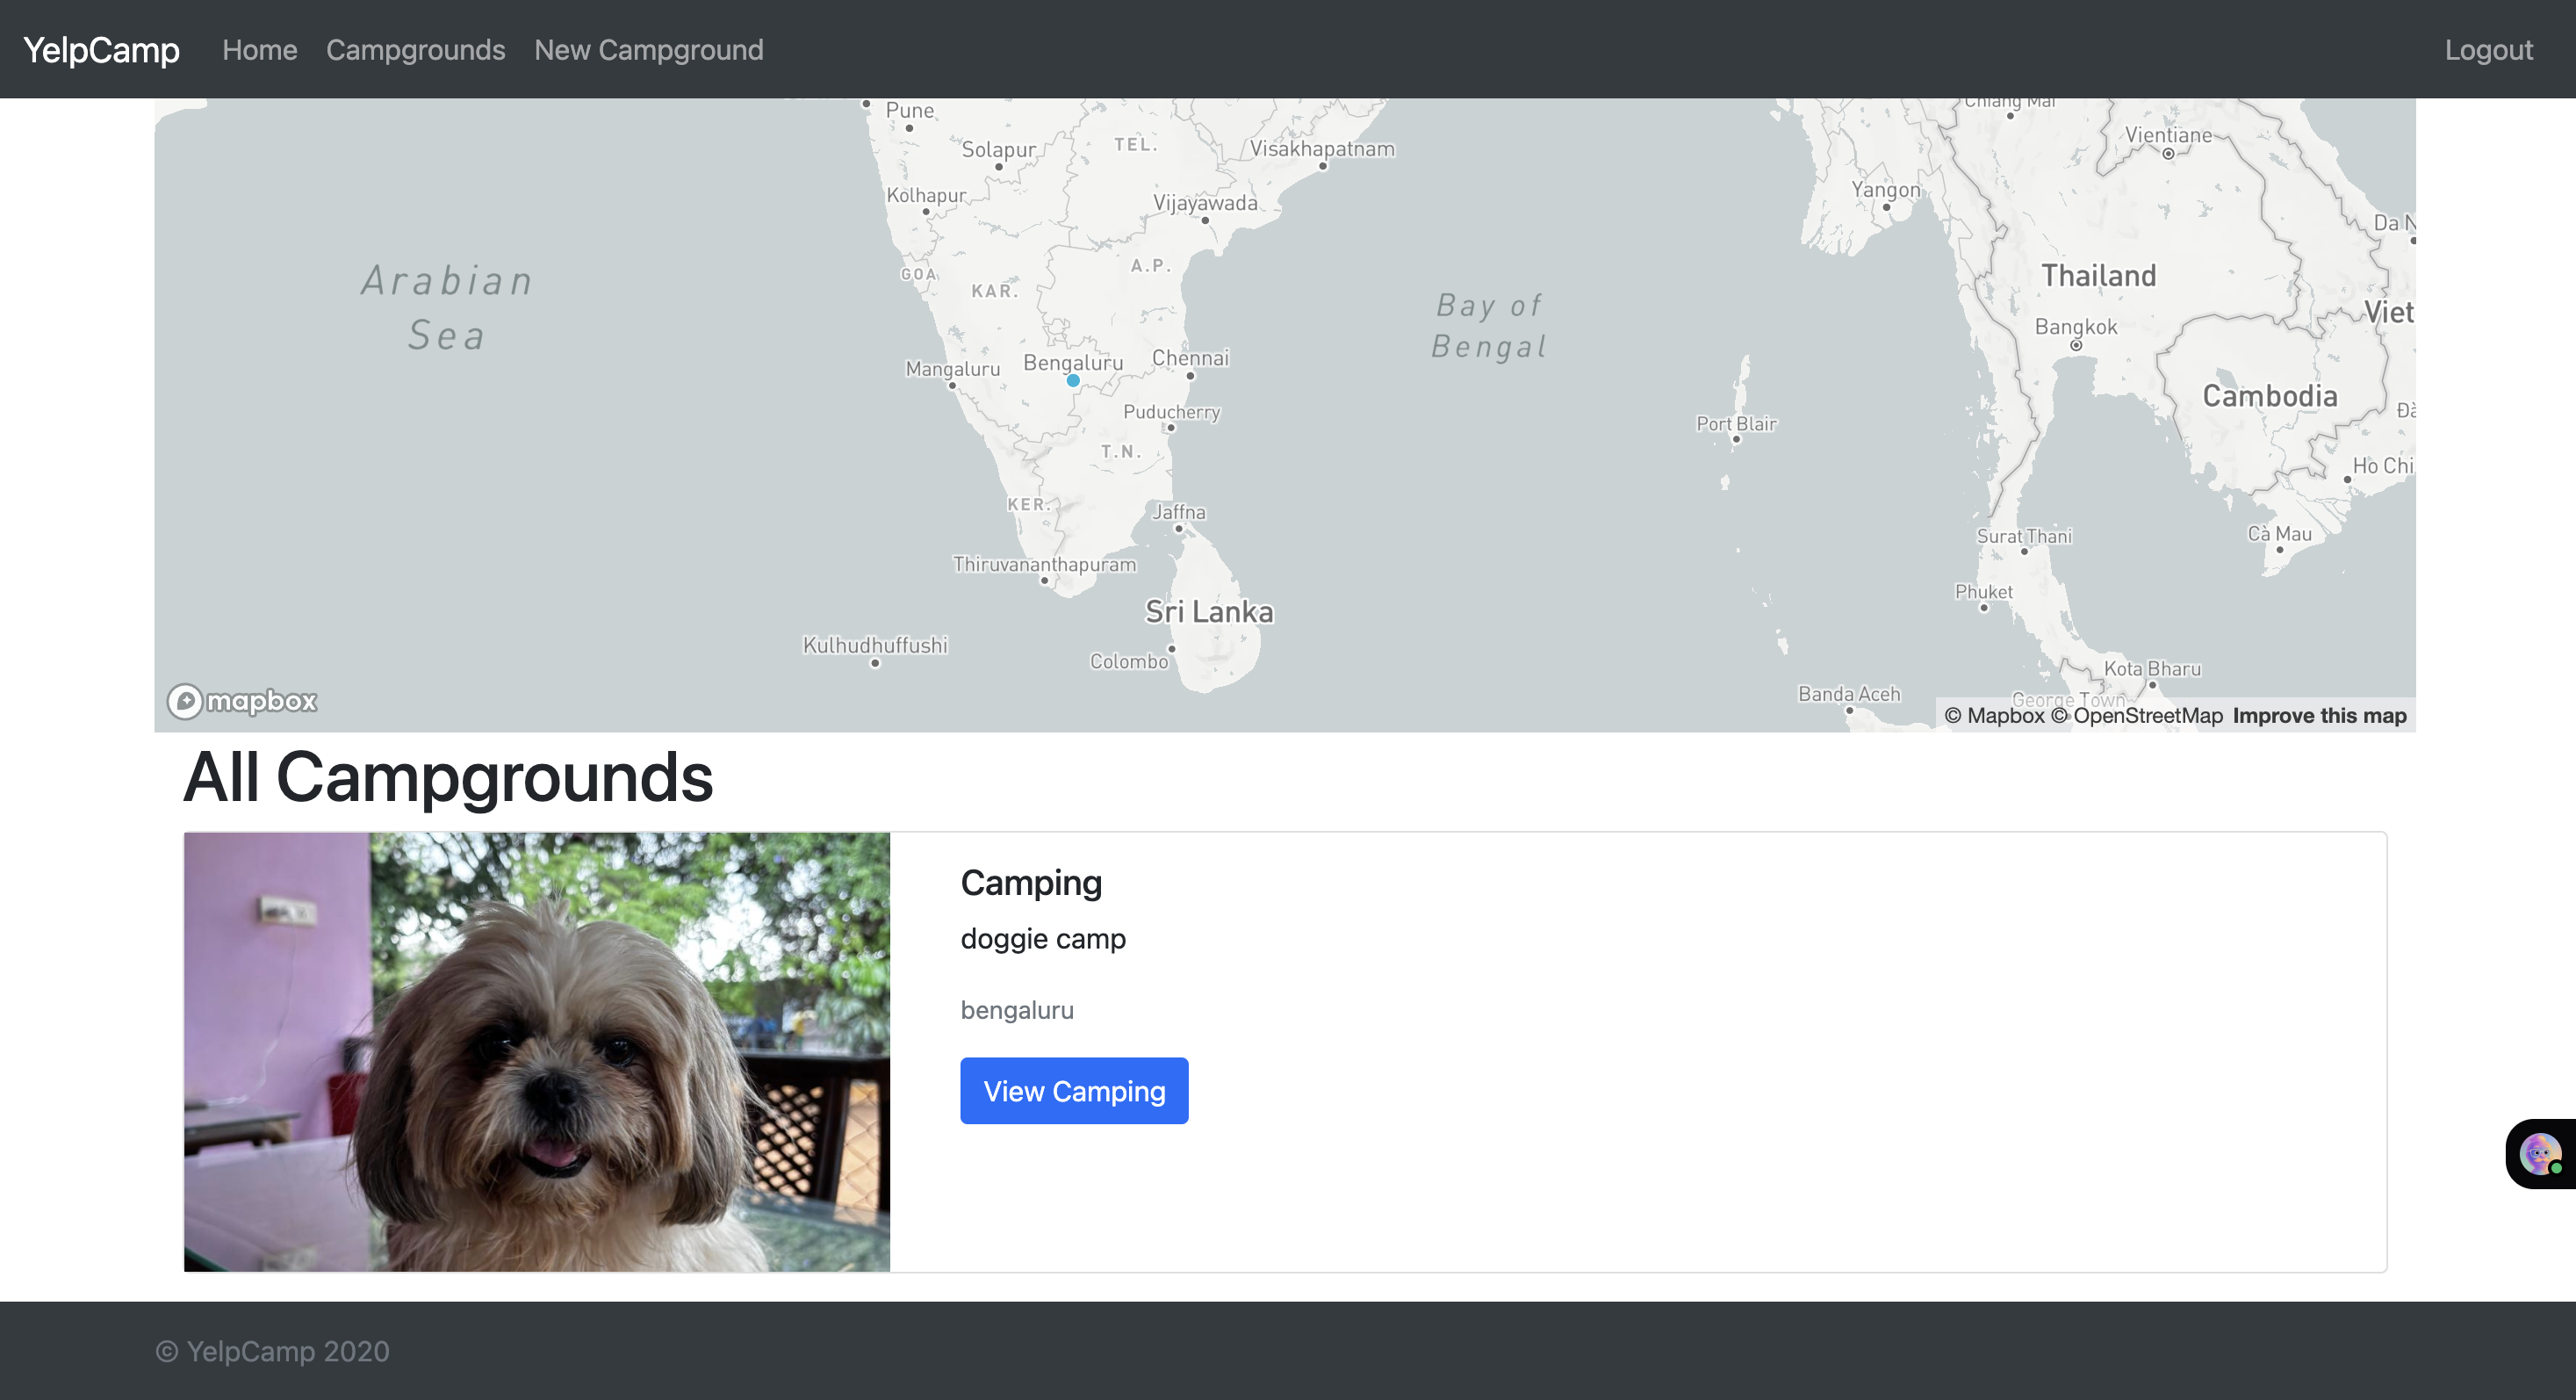 YelpCamp Home Campgrounds New Campground Logout
Pune
Chiang Mai
Vientiane
Solapur
TEL.
Visakhapatnam
Kolhapur
Vijayawada
Yangon
Da N
GOA
KAR.
A.P.
Arabian
Sea
Bay of
Bengal
Thailand
Viet
Bangkok
Mangaluru
Bengaluru
Chennai
Cambodia
Puducherry
Port Blair
T.N.
Ho Chi
KER.
Jaffna
Surat Thani
Cà Mau
Thiruvananthapuram
Phuket
Sri Lanka
Kulhudhuffushi
Colombo
Kota Bharu
Banda Aceh
George Town
mapbox
© Mapbox © OpenStreetMap Improve this map
All Campgrounds
Camping
doggie camp
bengaluru
View Camping
© YelpCamp 2020